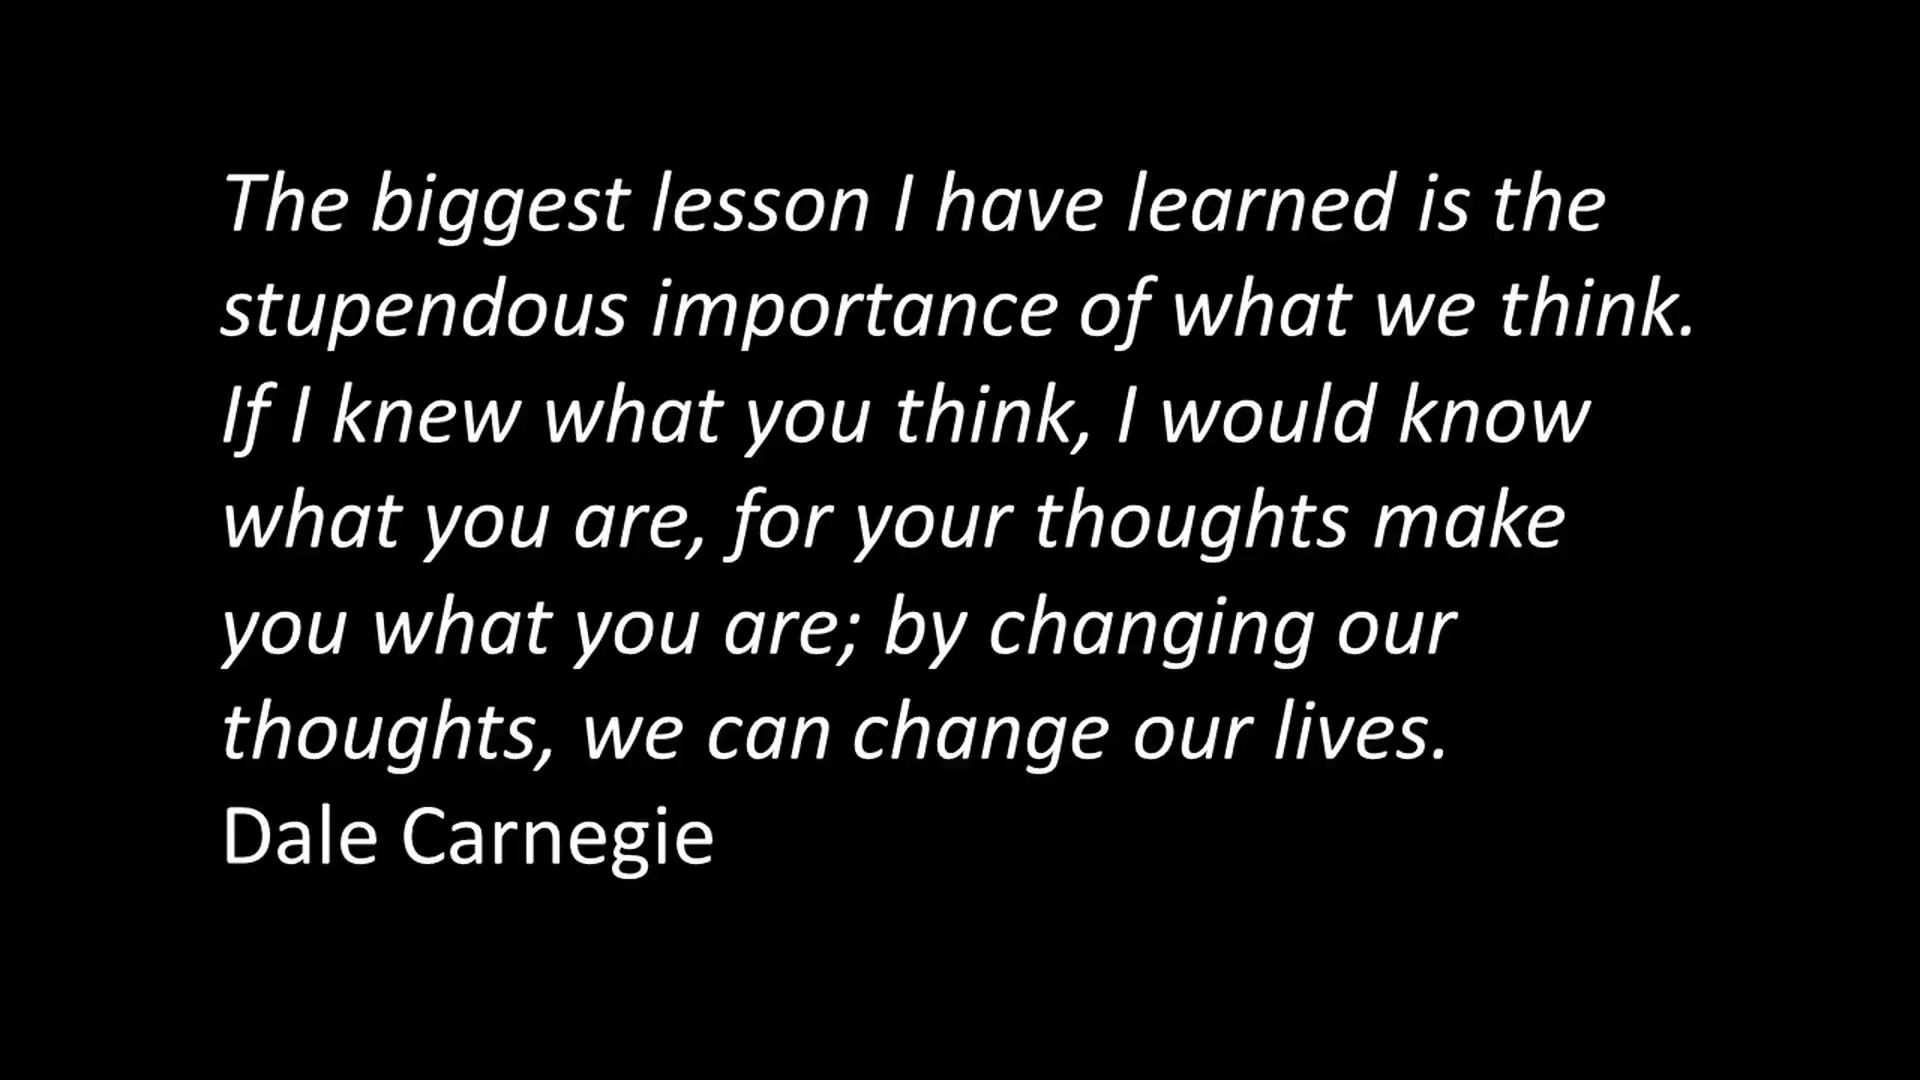 The biggest lesson I have learned is the
stupendous importance of what we think.
If I knew what you think, I would know
what you are, for your thoughts make
you what you are; by changing our
thoughts, we can change our lives.
Dale Carnegie